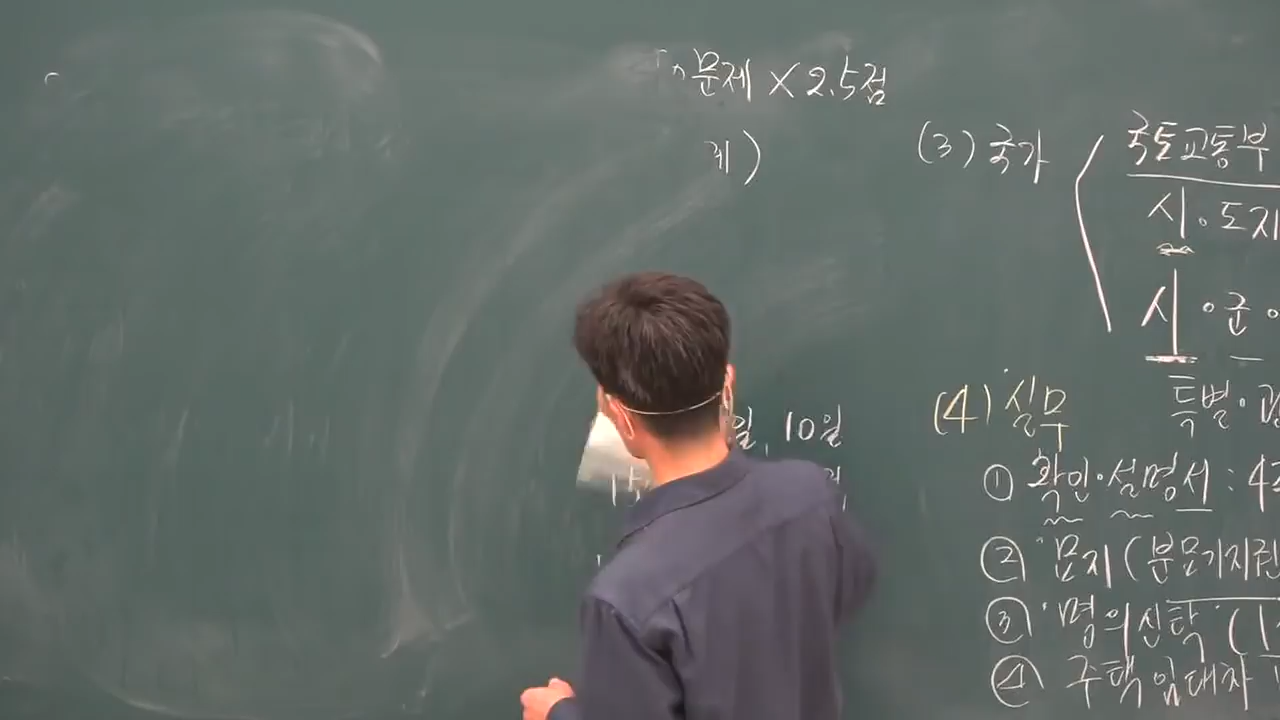 문제 × 2.5점
(3) 국가
국토교통부
시·도지
시·군·
(4) 실무
특별·
일, 10일
① 확인·설명서 : 4
② 묘지 (분묘기지권
③ 명의신탁 (1
④ 주택임대차